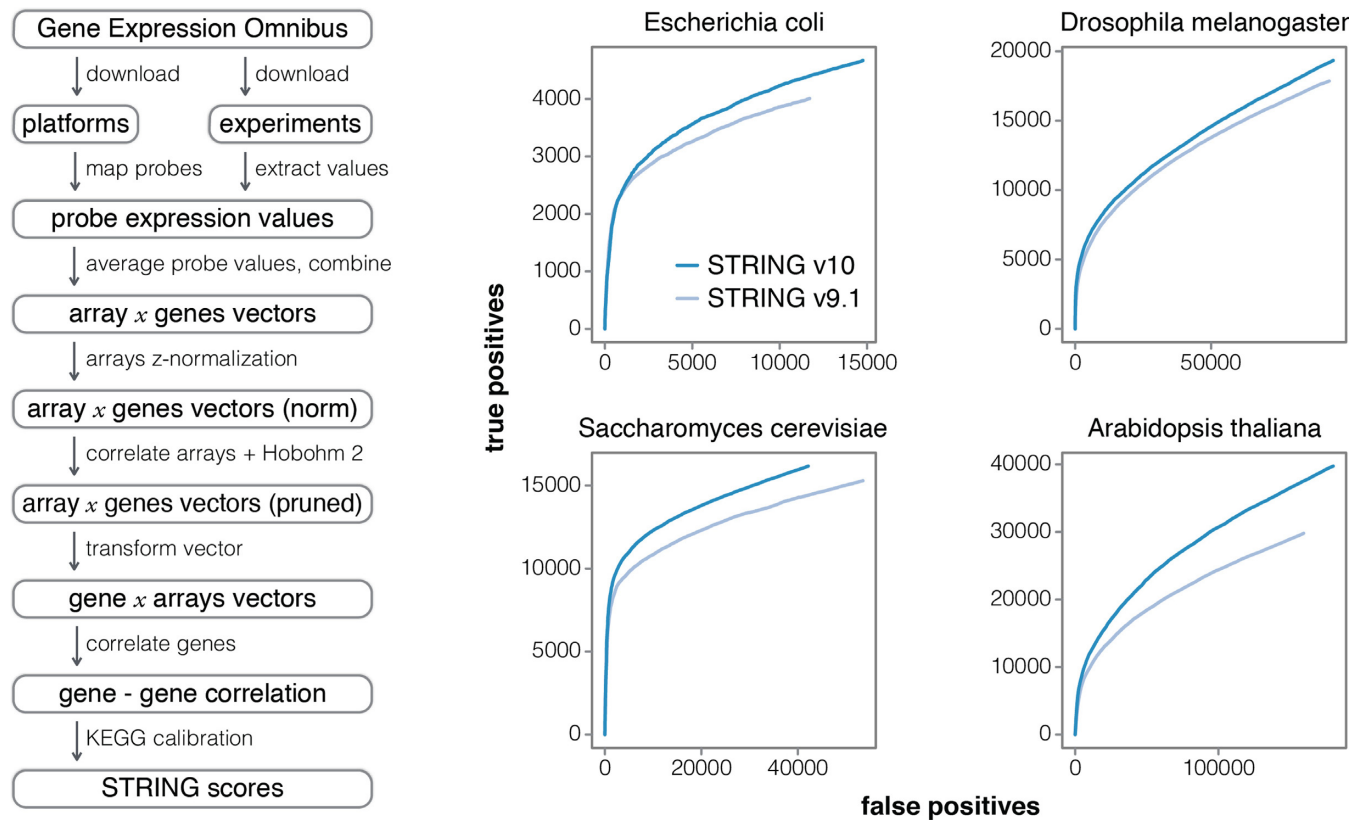 Gene Expression Omnibus
download
download
platforms
experiments
map probes
extract values
probe expression values
average probe values, combine
array x genes vectors
arrays z-normalization
array x genes vectors (norm)
correlate arrays + Hobohm 2
array x genes vectors (pruned)
transform vector
gene x arrays vectors
correlate genes
gene - gene correlation
KEGG calibration
STRING scores
true positives
Escherichia coli
4000
3000
2000
1000
0
STRING v10
STRING v9.1
0 5000 10000 15000
Drosophila melanogaster
20000
15000
10000
5000
0
0 50000
Saccharomyces cerevisiae
15000
10000
5000
0
0 20000 40000
Arabidopsis thaliana
40000
30000
20000
10000
0
0 100000
false positives